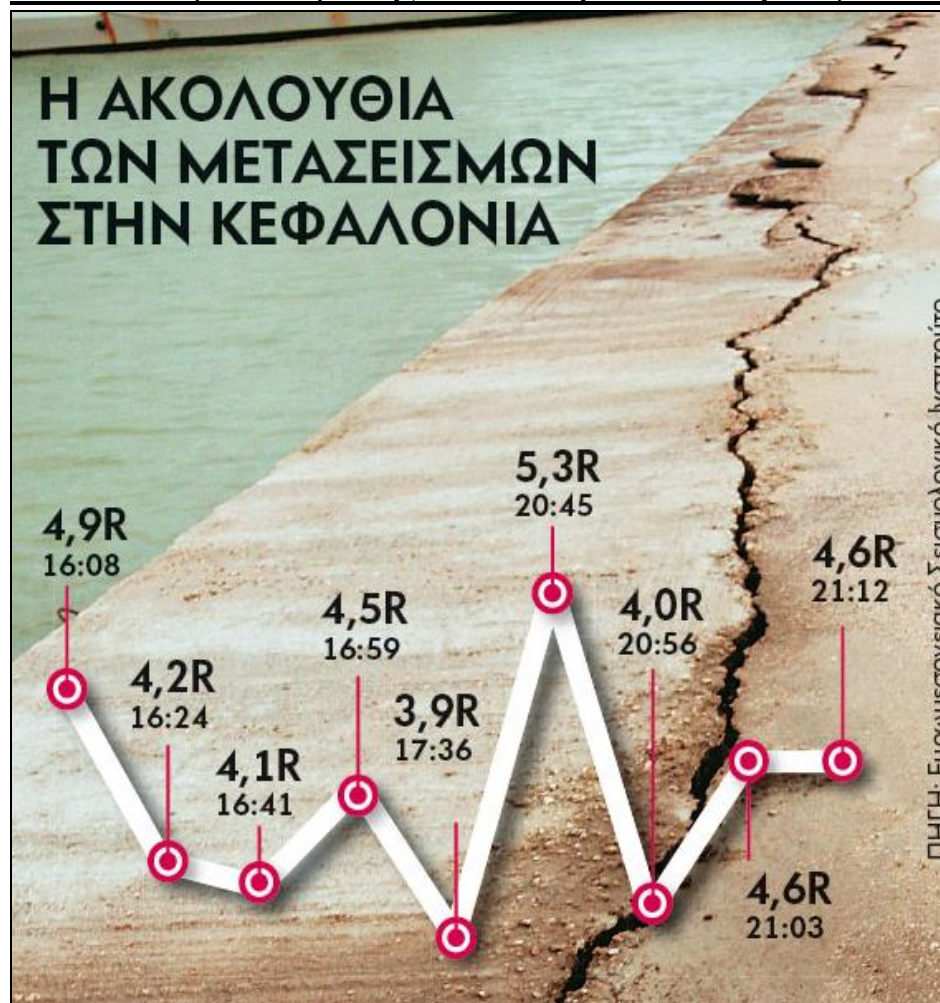 Η ΑΚΟΛΟΥΘΙΑ
ΤΩΝ ΜΕΤΑΣΕΙΣΜΩΝ
ΣΤΗΝ ΚΕΦΑΛΟΝΙΑ
4,9R
16:08
4,2R
16:24
4,1R
16:41
4,5R
16:59
3,9R
17:36
5,3R
20:45
4,0R
20:56
4,6R
21:03
4,6R
21:12
ΠΗΓΗ: Σεισμολογικό Ινστιτούτο